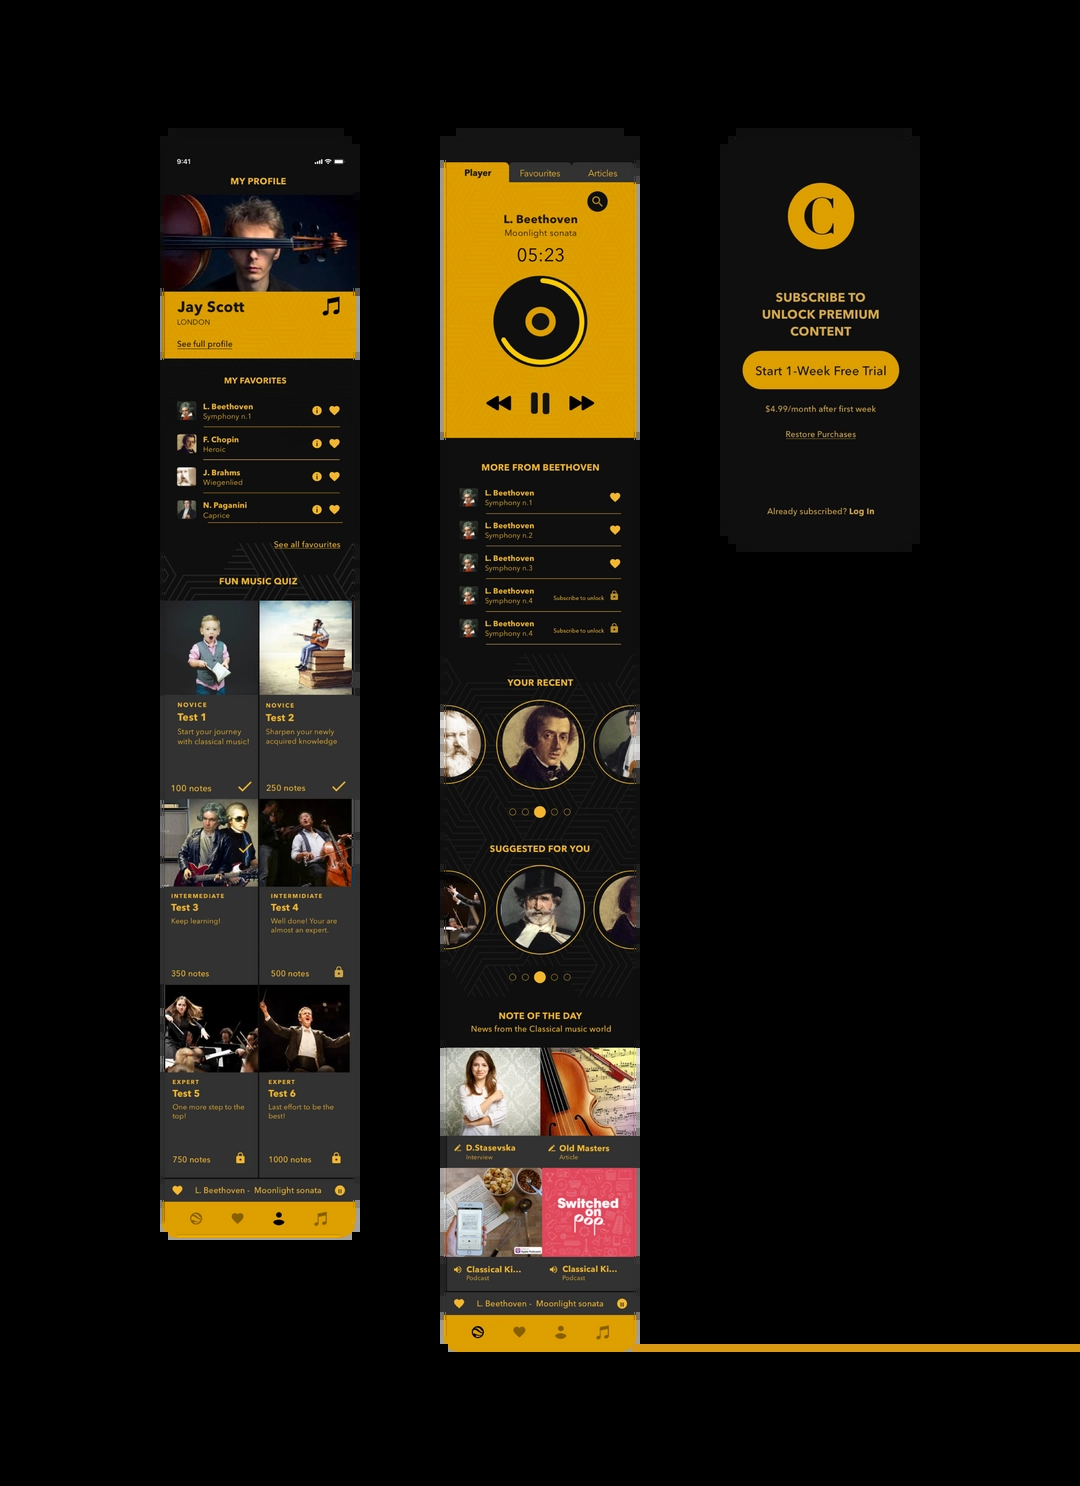 9:41
MY PROFILE
Jay Scott
LONDON
See full profile
MY FAVORITES
L. Beethoven
Symphony n.1
F. Chopin
Heroic
J. Brahms
Wiegenlied
N. Paganini
Caprice
See all favourites
FUN MUSIC QUIZ
NOVICE
Test 1
Start your journey
with classical music!
100 notes
NOVICE
Test 2
Sharpen your newly
acquired knowledge
250 notes
INTERMEDIATE
Test 3
Keep learning!
350 notes
INTERMIDIATE
Test 4
Well done! Your are
almost an expert.
500 notes
EXPERT
Test 5
One more step to the
top!
750 notes
EXPERT
Test 6
Last effort to be the
best!
1000 notes
L. Beethoven - Moonlight sonata
Player
Favourites
Articles
L. Beethoven
Moonlight sonata
05:23
MORE FROM BEETHOVEN
L. Beethoven
Symphony n.1
L. Beethoven
Symphony n.2
L. Beethoven
Symphony n.3
L. Beethoven
Symphony n.4
Subscribe to unlock
L. Beethoven
Symphony n.4
Subscribe to unlock
YOUR RECENT
SUGGESTED FOR YOU
NOTE OF THE DAY
News from the Classical music world
D.Stasevska
Interview
Old Masters
Article
Switched
on
pop
Classical Ki...
Podcast
Classical Ki...
Podcast
L. Beethoven - Moonlight sonata
C
SUBSCRIBE TO
UNLOCK PREMIUM
CONTENT
Start 1-Week Free Trial
$4.99/month after first week
Restore Purchases
Already subscribed? Log In